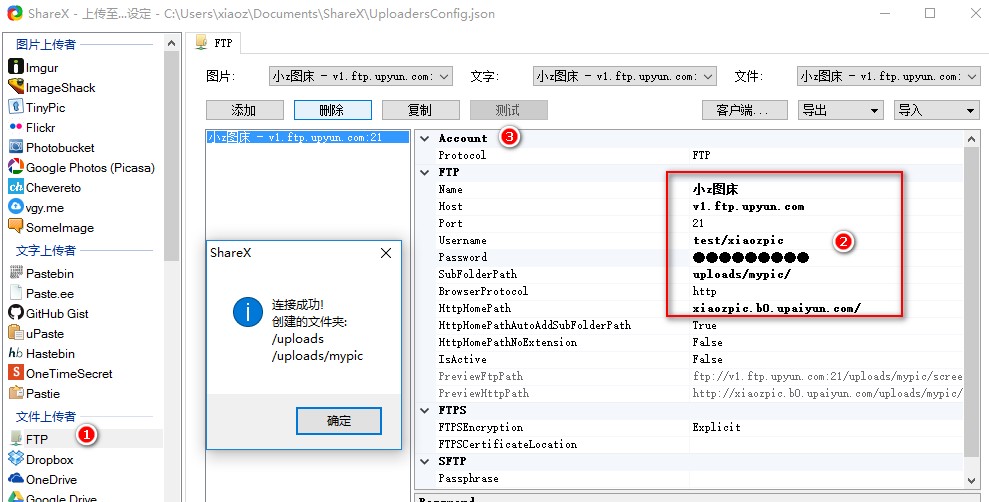 ShareX - 上传至...设定 - C:\Users\xiaoz\Documents\ShareX\UploadersConfig.json
图片上传者
Imgur
ImageShack
TinyPic
Flickr
Photobucket
Google Photos (Picasa)
Chevereto
vgy.me
SomeImage
文字上传者
Pastebin
Paste.ee
GitHub Gist
uPaste
Hastebin
OneTimeSecret
Pastie
文件上传者
FTP
1
Dropbox
OneDrive
Google Drive
FTP
图片:
小z图床 - v1.ftp.upyun.com:
文字:
小z图床 - v1.ftp.upyun.com:
文件:
小z图床 - v1.ftp.upyun.com:
添加
删除
复制
测试
客户端...
导出
导入
小z图床 - v1.ftp.upyun.com:21
Account
3
Protocol FTP
FTP
Name 小z图床
Host v1.ftp.upyun.com
Port 21
Username test/xiaozpic
2
Password ●●●●●●●●●
SubFolderPath uploads/mypic/
BrowserProtocol http
HttpHomePath xiaozpic.b0.upaiyun.com/
HttpHomePathAutoAddSubFolderPath True
HttpHomePathNoExtension False
IsActive False
PreviewFtpPath ftp://v1.ftp.upyun.com:21/uploads/mypic/scree
PreviewHttpPath http://xiaozpic.b0.upaiyun.com/uploads/mypic/
FTPS
FTPSEncryption Explicit
FTPSCertificateLocation
SFTP
Passphrase
Password
ShareX
连接成功!
创建的文件夹:
/uploads
/uploads/mypic
确定